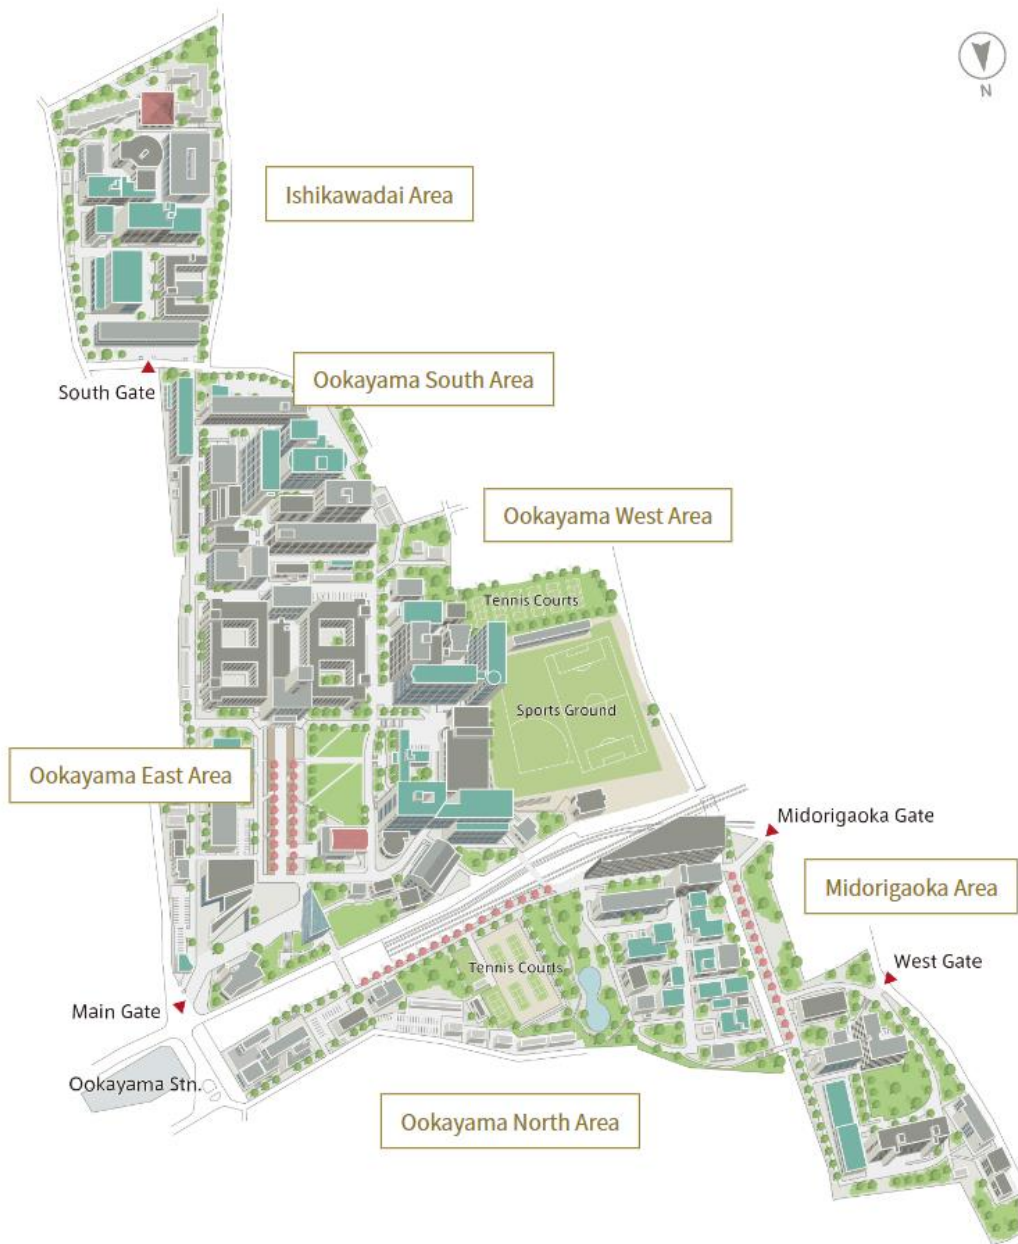 N
Ishikawadai Area
South Gate
Ookayama South Area
Ookayama West Area
Tennis Courts
Sports Ground
Ookayama East Area
Midorigaoka Gate
Midorigaoka Area
Tennis Courts
West Gate
Main Gate
Ookayama Stn.
Ookayama North Area